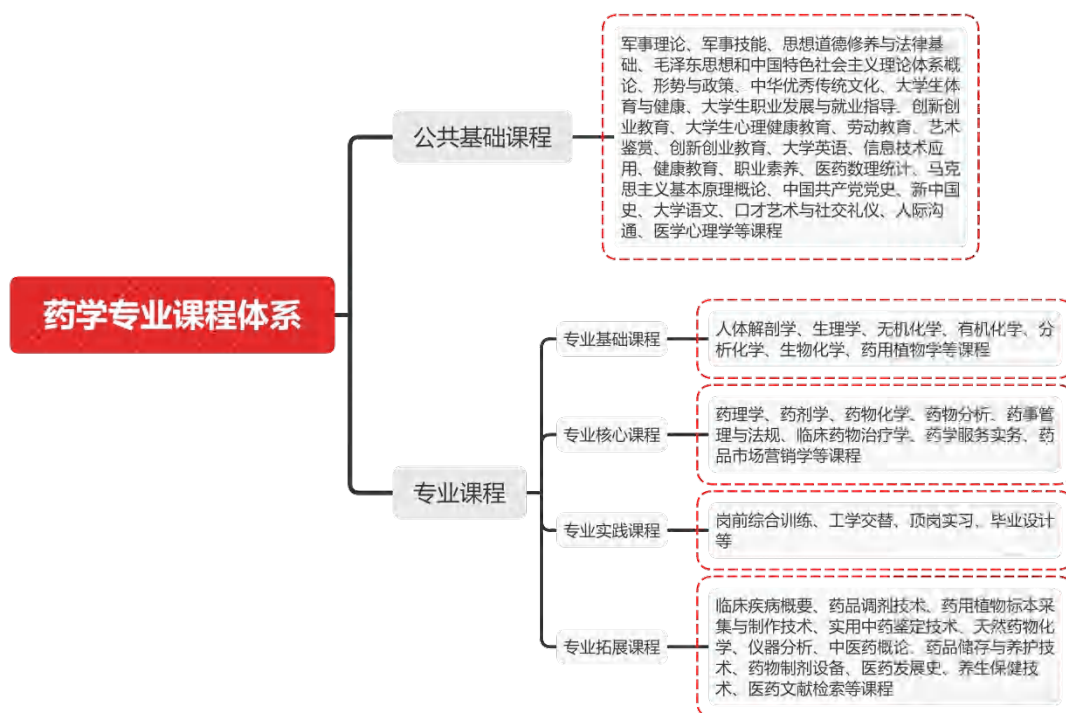 药学专业课程体系
公共基础课程
军事理论、军事技能、思想道德修养与法律基
础、毛泽东思想和中国特色社会主义理论体系概
论、形势与政策、中华优秀传统文化、大学生体
育与健康、大学生职业发展与就业指导、创新创
业教育、大学生心理健康教育、劳动教育、艺术
鉴赏、创新创业教育、大学英语、信息技术应
用、健康教育、职业素养、医药数理统计、马克
思主义基本原理概论、中国共产党党史、新中国
史、大学语文、口才艺术与社交礼仪、人际沟
通、医学心理学等课程
专业课程
专业基础课程
人体解剖学、生理学、无机化学、有机化学、分
析化学、生物化学、药用植物学等课程
专业核心课程
药理学、药剂学、药物化学、药物分析、药事管
理与法规、临床药物治疗学、药学服务实务、药
品市场营销学等课程
专业实践课程
岗前综合训练、工学交替、顶岗实习、毕业设计
等
专业拓展课程
临床疾病概要、药品调剂技术、药用植物标本采
集与制作技术、实用中药鉴定技术、天然药物化
学、仪器分析、中医药概论、药品储存与养护技
术、药物制剂设备、医药发展史、养生保健技
术、医药文献检索等课程